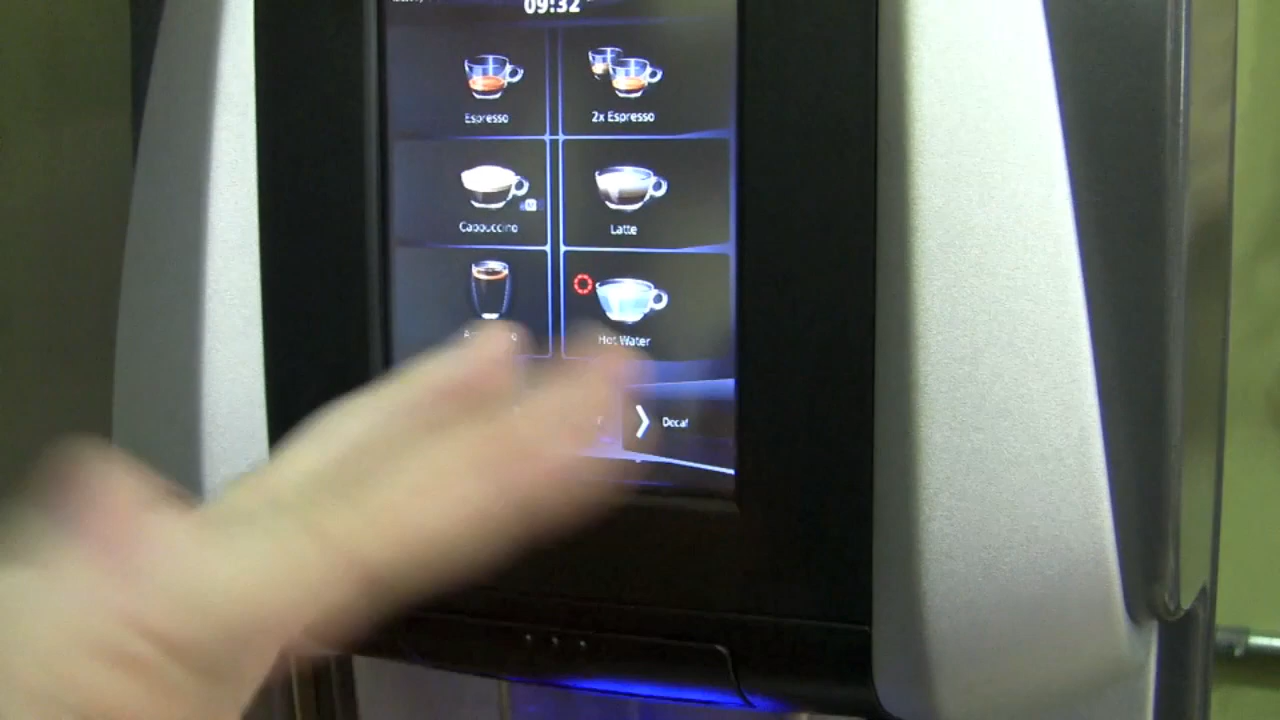 09:32
Espresso
2x Espresso
Cappuccino
Latte
Hot Water
Decaf